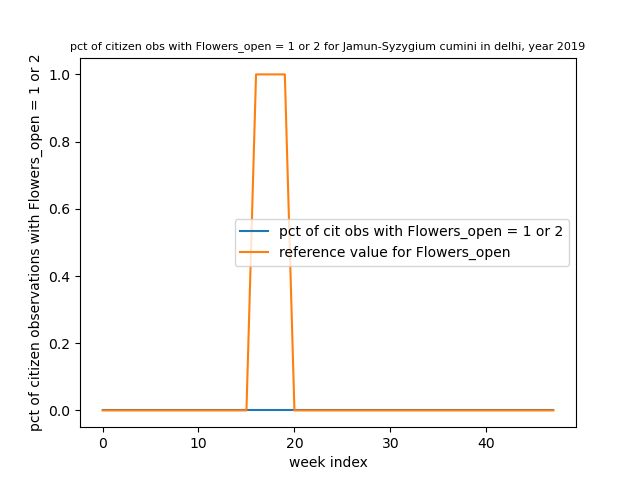 pct of citizen obs with Flowers_open = 1 or 2 for Jamun-Syzygium cumini in delhi, year 2019
pct of citizen observations with Flowers_open = 1 or 2
1.0
0.8
0.6
0.4
0.2
0.0
pct of cit obs with Flowers_open = 1 or 2
reference value for Flowers_open
0
10
20
30
40
week index